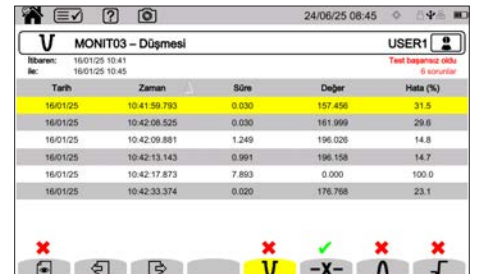 24/06/25 08:45
MONIT03 – Düşmesi USER1
İtibaren: 16/01/25 10:41 Test başarısız oldu
ile: 16/01/25 10:45 6 sorunlar
Tarih Zaman Süre Değer Hata (%)
16/01/25 10:41:59.793 0.030 157.456 31.5
16/01/25 10:42:08.525 0.030 161.999 29.6
16/01/25 10:42:09.881 1.249 196.026 14.8
16/01/25 10:42:13.143 0.991 196.158 14.7
16/01/25 10:42:17.873 7.893 0.000 100.0
16/01/25 10:42:33.374 0.020 176.768 23.1